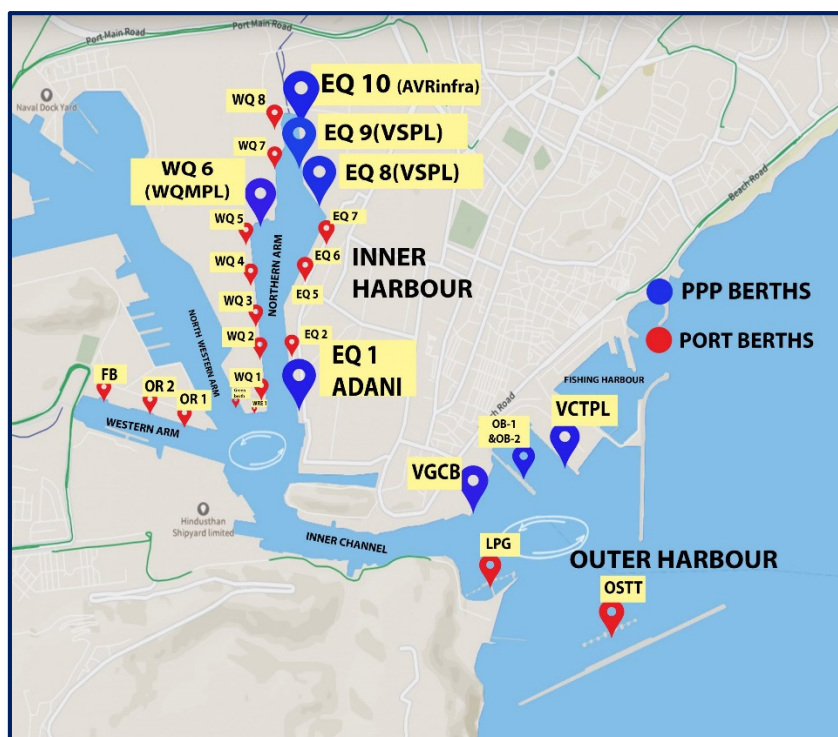 Port Main Road
Port Main Road
Naval Dock Yard
WQ 8
EQ 10 (AVRinfra)
EQ 9(VSPL)
WQ 7
EQ 8(VSPL)
WQ 6
(WQMPL)
Beach Road
WQ 5
EQ 7
EQ 6
INNER
HARBOUR
WQ 4
EQ 5
NORTHERN ARM
PPP BERTHS
WQ 3
NORTH WESTERN ARM
WQ 2
EQ 2
PORT BERTHS
EQ 1
ADANI
FB
OR 2
OR 1
WQ 1
WESTERN ARM
FISHING HARBOUR
VCTPL
OB-1
&OB-2
VGCB
Hindusthan
Shipyard limited
INNER CHANNEL
LPG
OUTER HARBOUR
OSTT